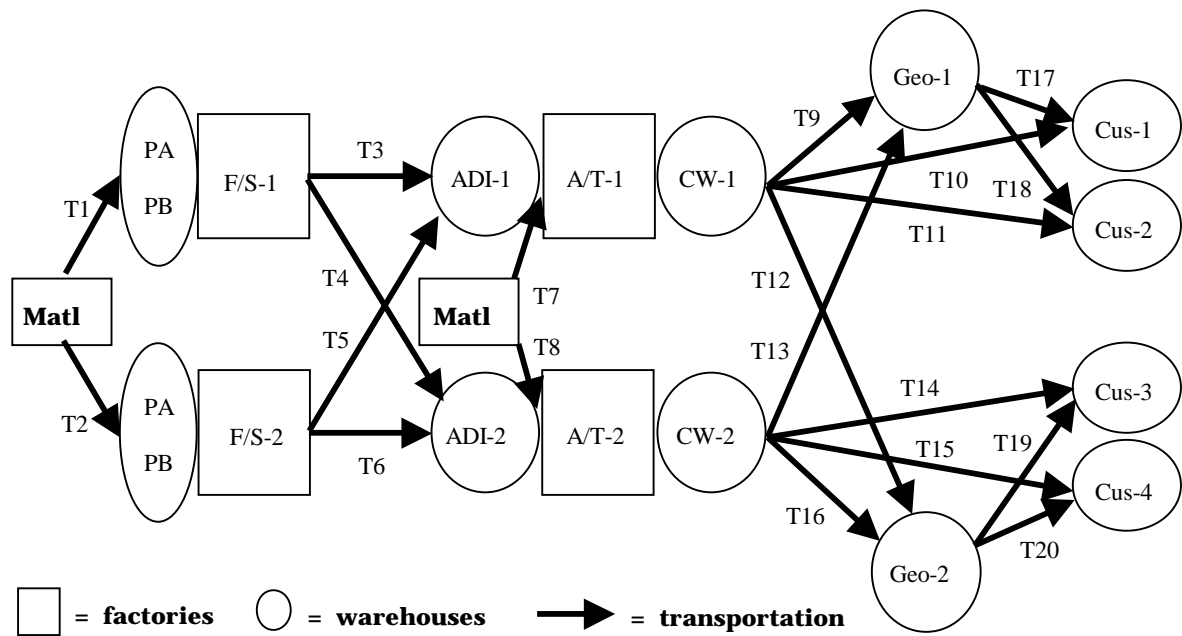 Geo-1
T17
T9
Cus-1
PA
PB
F/S-1
T3
ADI-1
A/T-1
CW-1
T10
T18
T1
Cus-2
T11
T4
T12
Matl
Matl
T7
T5
T8
T13
T14
Cus-3
T2
PA
PB
F/S-2
T6
ADI-2
A/T-2
CW-2
T15
T19
Cus-4
T16
T20
Geo-2
= factories
= warehouses
= transportation